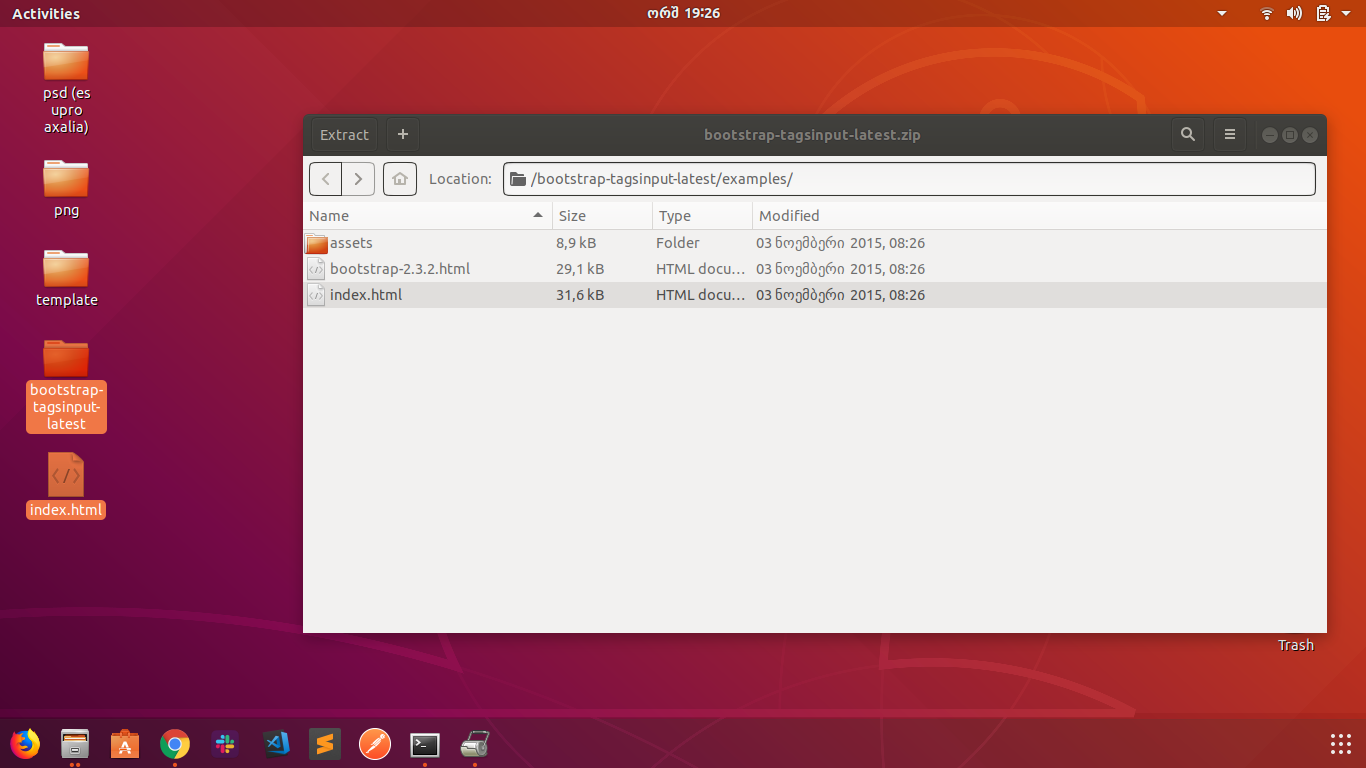 Activities
ორშ 19:26
psd (es
upro
axalia)
png
template
bootstrap-
tagsinput-
latest
index.html
Extract
+
bootstrap-tagsinput-latest.zip
Location:
/bootstrap-tagsinput-latest/examples/
Name
Size
Type
Modified
assets
8,9 kB
Folder
03 ნოემბერი 2015, 08:26
bootstrap-2.3.2.html
29,1 kB
HTML docu…
03 ნოემბერი 2015, 08:26
index.html
31,6 kB
HTML docu…
03 ნოემბერი 2015, 08:26
Trash